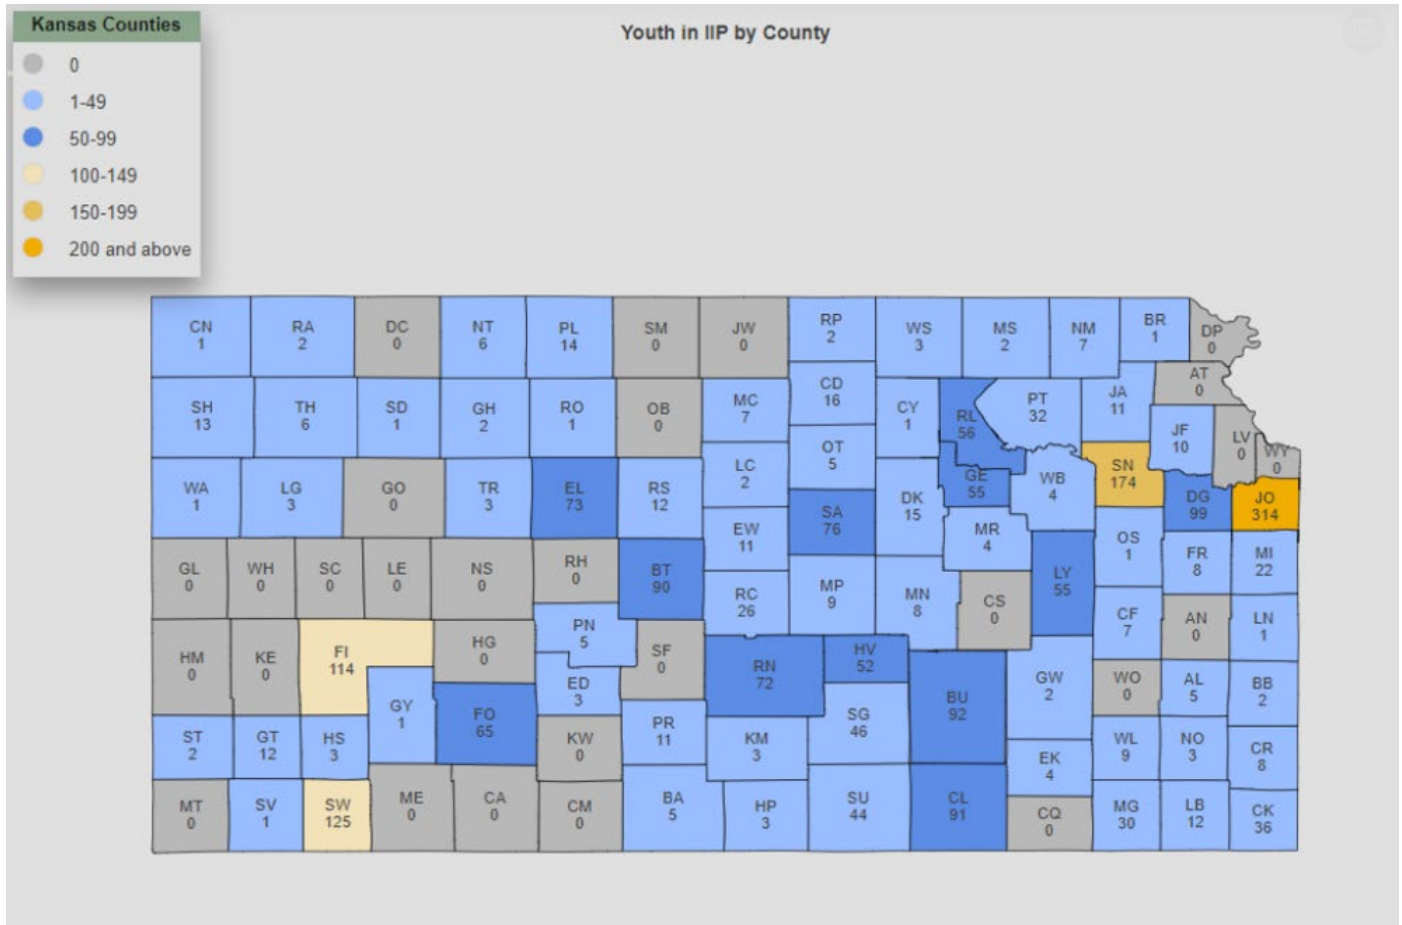 Kansas Counties
0
1-49
50-99
100-149
150-199
200 and above
Youth in IIP by County
CN
1
RA
2
DC
0
NT
6
PL
14
SM
0
JW
0
RP
2
WS
3
MS
2
NM
7
BR
1
DP
0
AT
0
SH
13
TH
6
SD
1
GH
2
RO
1
OB
0
MC
7
CD
16
CY
1
RL
56
PT
32
JA
11
JF
10
LV
0
WY
0
WA
1
LG
3
GO
0
TR
3
EL
73
RS
12
LC
2
OT
5
SA
76
DK
15
GE
55
WB
4
SN
174
DG
99
JO
314
EW
11
MR
4
OS
1
GL
0
WH
0
SC
0
LE
0
NS
0
RH
0
BT
90
RC
26
MP
9
MN
8
CS
0
LY
55
FR
8
MI
22
CF
7
AN
0
LN
1
HM
0
KE
0
FI
114
HG
0
PN
5
SF
0
ED
3
RN
72
HV
52
BU
92
GW
2
WO
0
AL
5
BB
2
GY
1
FO
65
ST
2
GT
12
HS
3
KW
0
PR
11
KM
3
SG
46
EK
4
WL
9
NO
3
CR
8
MT
0
SV
1
SW
125
ME
0
CA
0
CM
0
BA
5
HP
3
SU
44
CL
91
CQ
0
MG
30
LB
12
CK
36